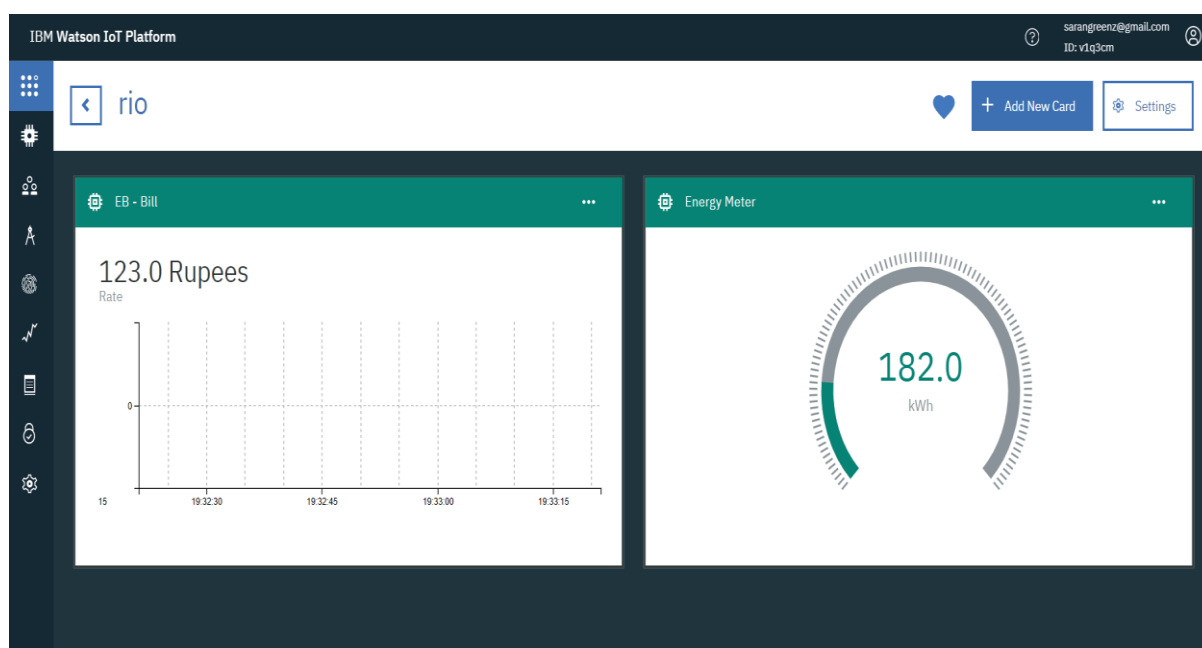 IBM Watson IoT Platform
sarangreenz@gmail.com
ID: v1q3cm
rio
+ Add New Card
Settings
EB - Bill
Energy Meter
123.0 Rupees
Rate
0
15 19:32:30 19:32:45 19:33:00 19:33:15
182.0
kWh